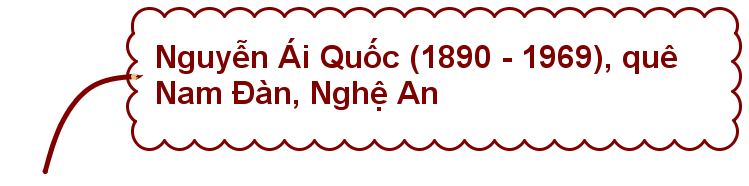 Nguyễn Ái Quốc (1890 - 1969), quê
Nam Đàn, Nghệ An